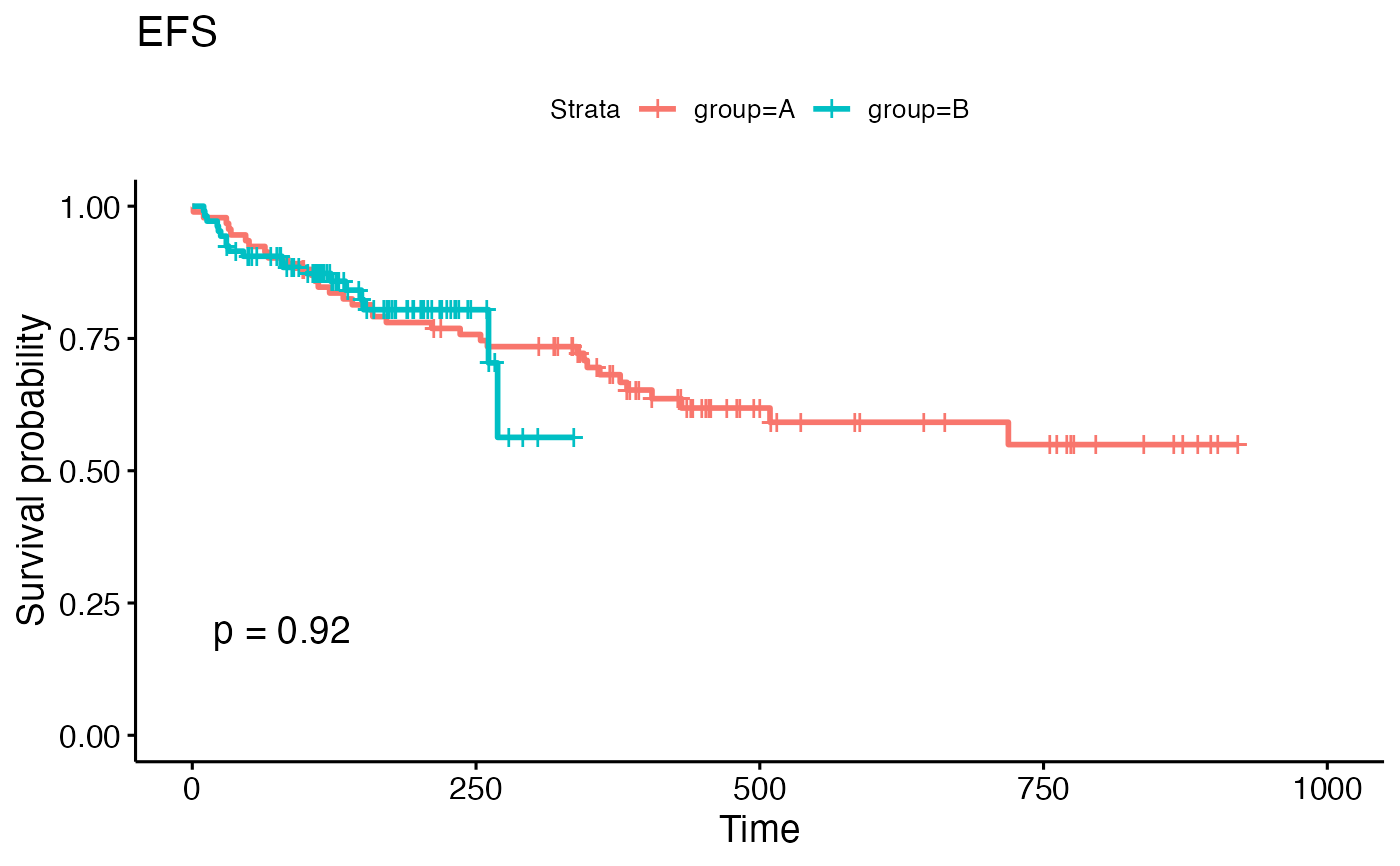 EFS
Strata group=A group=B
Survival probability
1.00
0.75
0.50
0.25
0.00
p = 0.92
0 250 500 750 1000
Time